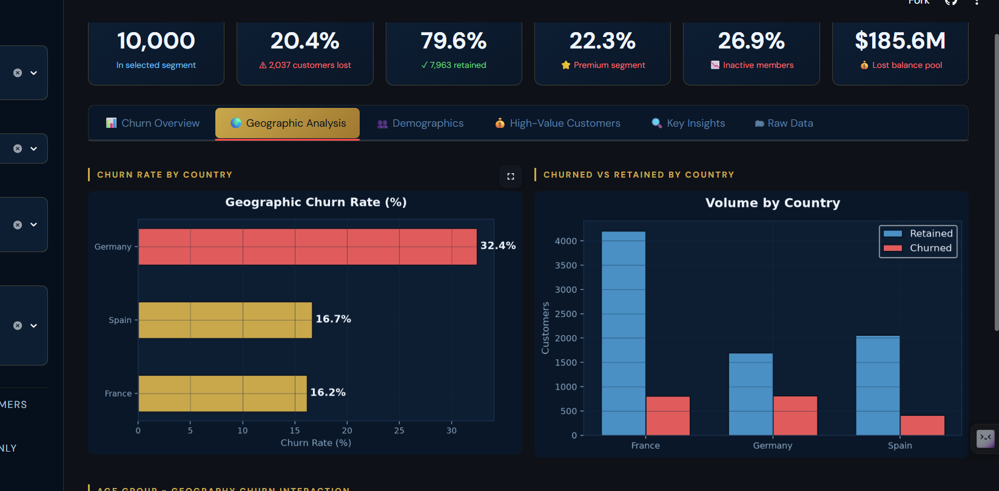 Fork
10,000
In selected segment
20.4%
⚠ 2,037 customers lost
79.6%
✓ 7,963 retained
22.3%
⭐ Premium segment
26.9%
📉 Inactive members
$185.6M
💰 Lost balance pool
📊 Churn Overview
🌍 Geographic Analysis
👥 Demographics
💰 High-Value Customers
🔍 Key Insights
Raw Data
CHURN RATE BY COUNTRY
Geographic Churn Rate (%)
Germany
32.4%
Spain
16.7%
France
16.2%
0 5 10 15 20 25 30
Churn Rate (%)
CHURNED VS RETAINED BY COUNTRY
Volume by Country
Retained
Churned
4000
3500
3000
2500
2000
1500
1000
500
0
Customers
France Germany Spain
MERS
NLY
AGE GROUP × GEOGRAPHY CHURN INTERACTION